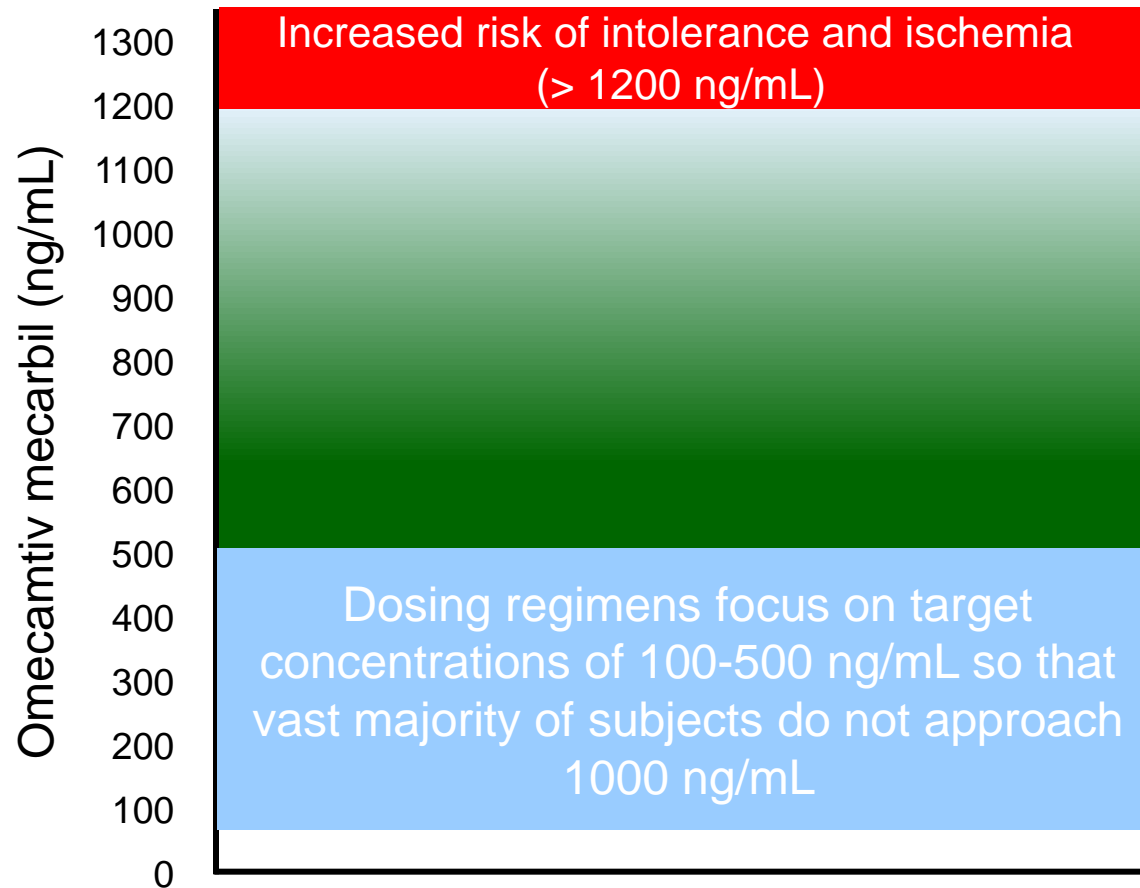 Increased risk of intolerance and ischemia
(> 1200 ng/mL)
Omecamtiv mecarbil (ng/mL)
1300
1200
1100
1000
900
800
700
600
500
400
300
200
100
0
Dosing regimens focus on target
concentrations of 100-500 ng/mL so that
vast majority of subjects do not approach
1000 ng/mL